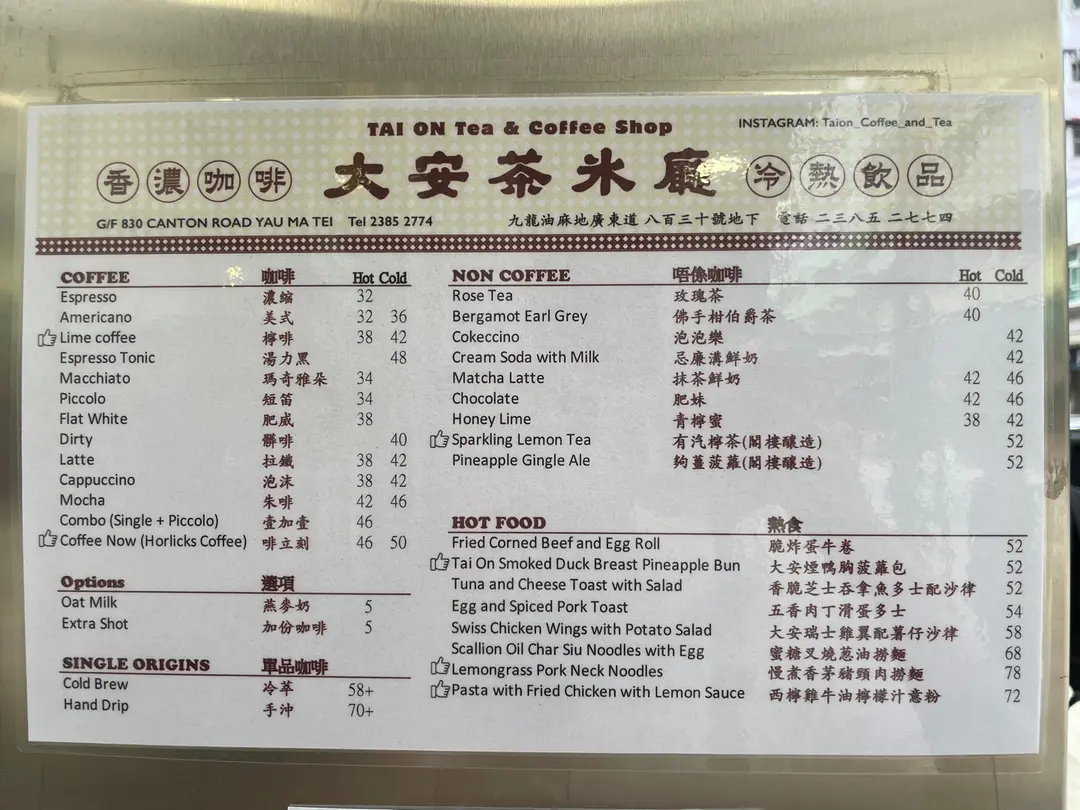 TAI ON Tea & Coffee Shop
INSTAGRAM: Taion_Coffee_and_Tea
香濃咖啡 大安茶氷廳 冷熱飲品
G/F 830 CANTON ROAD YAU MA TEI Tel 2385 2774 九龍油麻地廣東道八百三十號地下 電話 二三八五 二七七四
COFFEE 咖啡 Hot Cold
Espresso 濃縮 32
Americano 美式 32 36
Lime coffee 檸啡 38 42
Espresso Tonic 湯力黑 48
Macchiato 瑪奇雅朵 34
Piccolo 短笛 34
Flat White 肥威 38
Dirty 髒啡 40
Latte 拉鐵 38 42
Cappuccino 泡沫 38 42
Mocha 朱啡 42 46
Combo (Single + Piccolo) 壹加壹 46
Coffee Now (Horlicks Coffee) 啡立刻 46 50
Options 選項
Oat Milk 燕麥奶 5
Extra Shot 加份咖啡 5
SINGLE ORIGINS 單品咖啡
Cold Brew 冷萃 58+
Hand Drip 手沖 70+
NON COFFEE 唔係咖啡 Hot Cold
Rose Tea 玫瑰茶 40
Bergamot Earl Grey 佛手柑伯爵茶 40
Cokeccino 泡泡樂 42
Cream Soda with Milk 忌廉溝鮮奶 42
Matcha Latte 抹茶鮮奶 42 46
Chocolate 肥妹 42 46
Honey Lime 青檸蜜 38 42
Sparkling Lemon Tea 有汽檸茶(閣樓釀造) 52
Pineapple Gingle Ale 夠薑菠蘿(閣樓釀造) 52
HOT FOOD 熟食
Fried Corned Beef and Egg Roll 脆炸蛋牛卷 52
Tai On Smoked Duck Breast Pineapple Bun 大安煙鴨胸菠蘿包 52
Tuna and Cheese Toast with Salad 香脆芝士吞拿魚多士配沙律 52
Egg and Spiced Pork Toast 五香肉丁滑蛋多士 54
Swiss Chicken Wings with Potato Salad 大安瑞士雞翼配薯仔沙律 58
Scallion Oil Char Siu Noodles with Egg 蜜糖叉燒蔥油撈麵 68
Lemongrass Pork Neck Noodles 慢煮香茅豬頸肉撈麵 78
Pasta with Fried Chicken with Lemon Sauce 西檸雞牛油檸檬汁意粉 72